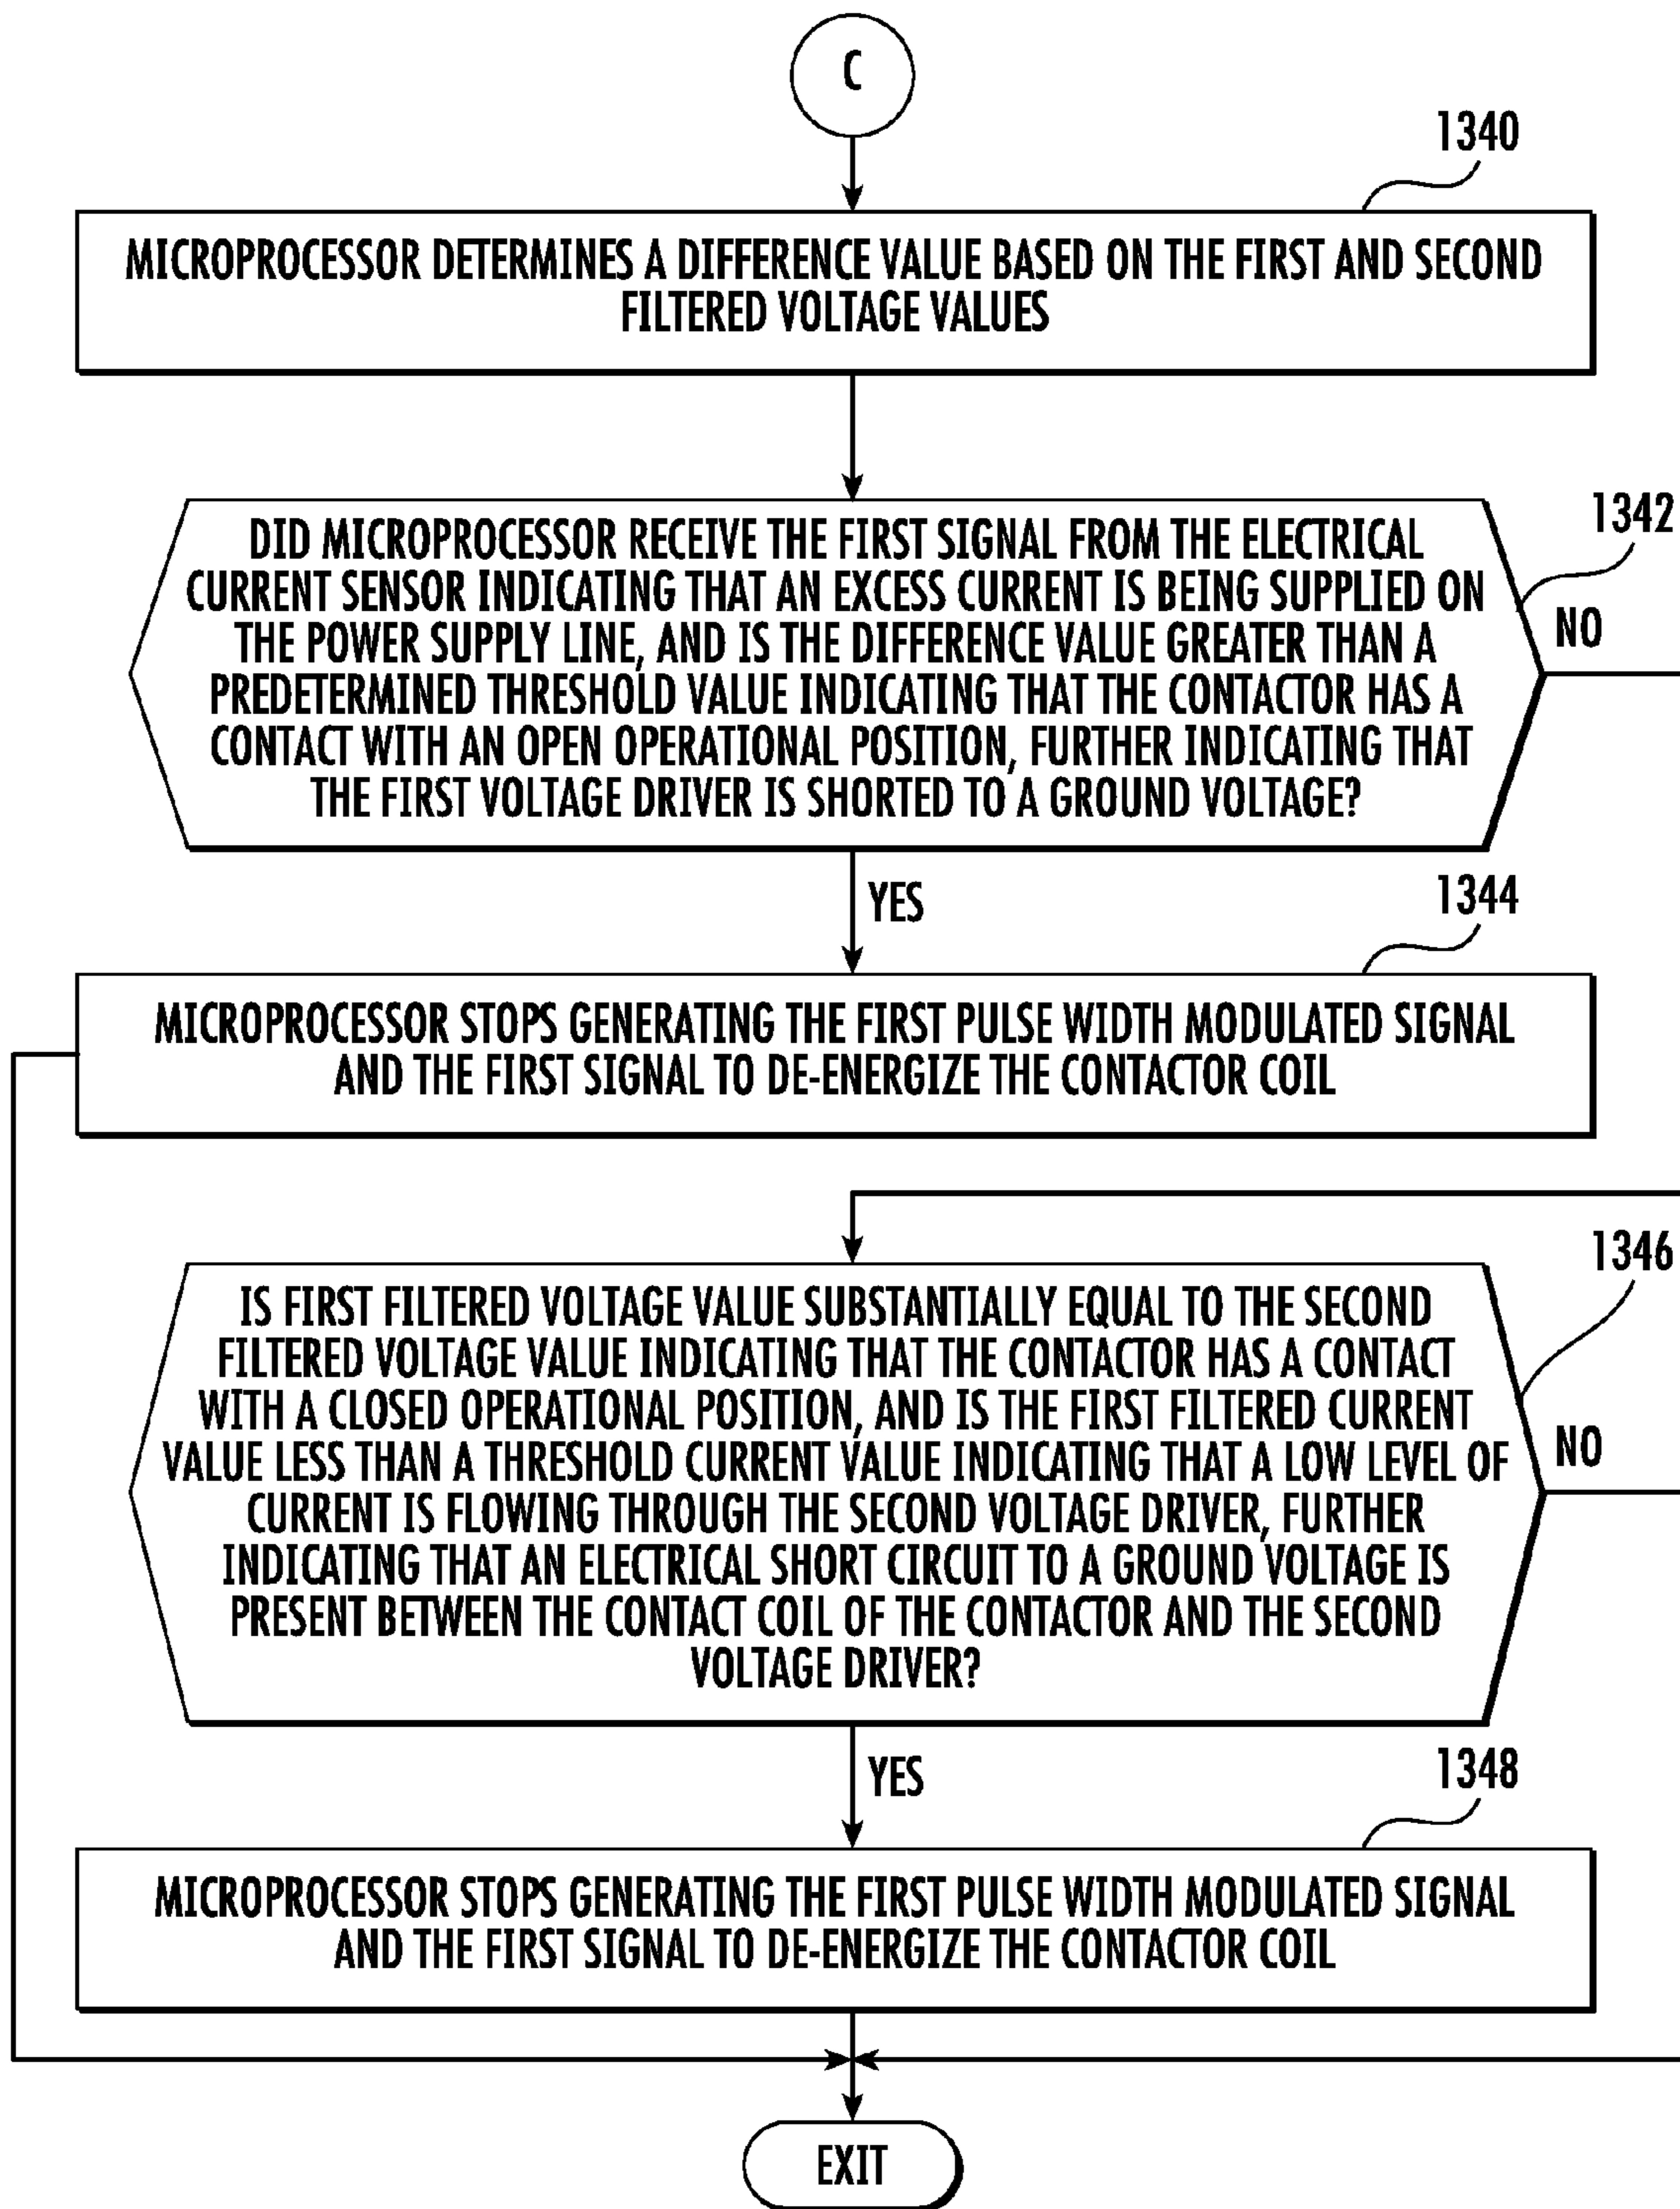 C
1340
MICROPROCESSOR DETERMINES A DIFFERENCE VALUE BASED ON THE FIRST AND SECOND
FILTERED VOLTAGE VALUES
1342
DID MICROPROCESSOR RECEIVE THE FIRST SIGNAL FROM THE ELECTRICAL
CURRENT SENSOR INDICATING THAT AN EXCESS CURRENT IS BEING SUPPLIED ON
THE POWER SUPPLY LINE, AND IS THE DIFFERENCE VALUE GREATER THAN A
PREDETERMINED THRESHOLD VALUE INDICATING THAT THE CONTACTOR HAS A
CONTACT WITH AN OPEN OPERATIONAL POSITION, FURTHER INDICATING THAT
THE FIRST VOLTAGE DRIVER IS SHORTED TO A GROUND VOLTAGE?
NO
YES
1344
MICROPROCESSOR STOPS GENERATING THE FIRST PULSE WIDTH MODULATED SIGNAL
AND THE FIRST SIGNAL TO DE-ENERGIZE THE CONTACTOR COIL
1346
IS FIRST FILTERED VOLTAGE VALUE SUBSTANTIALLY EQUAL TO THE SECOND
FILTERED VOLTAGE VALUE INDICATING THAT THE CONTACTOR HAS A CONTACT
WITH A CLOSED OPERATIONAL POSITION, AND IS THE FIRST FILTERED CURRENT
VALUE LESS THAN A THRESHOLD CURRENT VALUE INDICATING THAT A LOW LEVEL OF
CURRENT IS FLOWING THROUGH THE SECOND VOLTAGE DRIVER, FURTHER
INDICATING THAT AN ELECTRICAL SHORT CIRCUIT TO A GROUND VOLTAGE IS
PRESENT BETWEEN THE CONTACT COIL OF THE CONTACTOR AND THE SECOND
VOLTAGE DRIVER?
NO
YES
1348
MICROPROCESSOR STOPS GENERATING THE FIRST PULSE WIDTH MODULATED SIGNAL
AND THE FIRST SIGNAL TO DE-ENERGIZE THE CONTACTOR COIL
EXIT